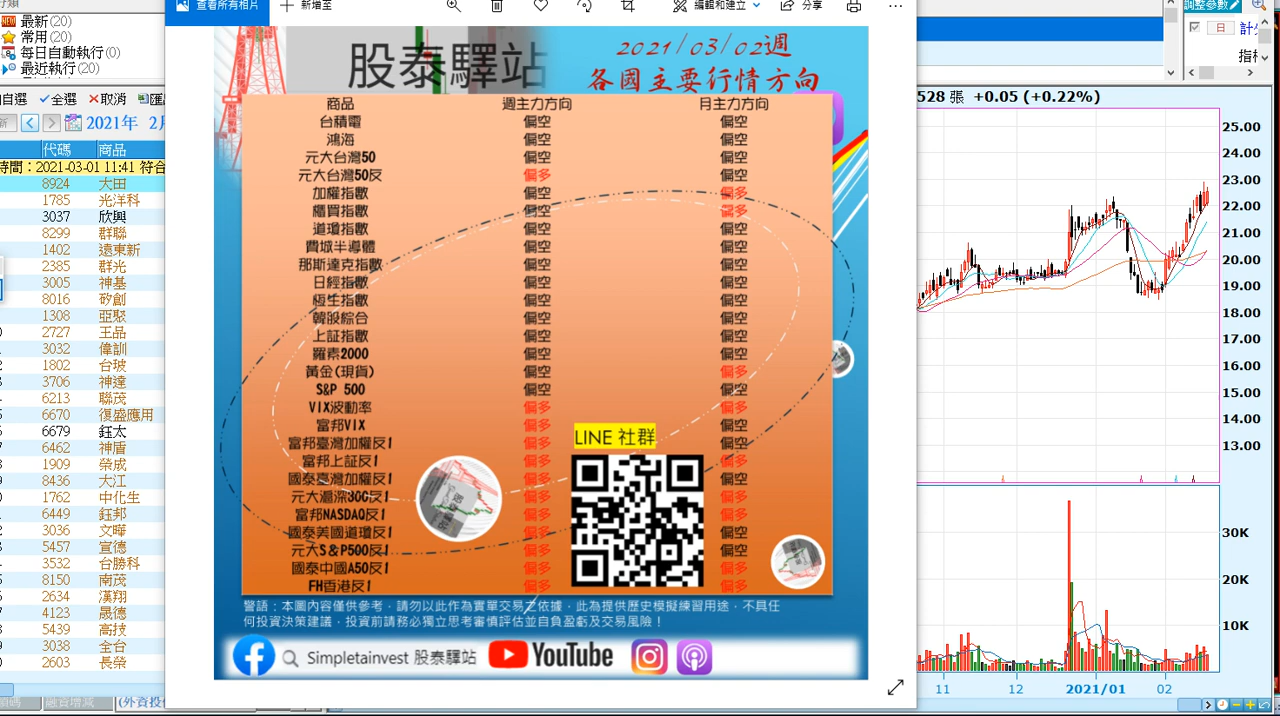 查看所有相片 新增至 編輯和建立 分享
最新(20)
常用(20)
每日自動執行(0)
最近執行(20)
自選 全選 取消
2021年 2月
代碼 商品
時間：2021-03-01 11:41 符合
8924 大田
1785 光洋科
3037 欣興
8299 群聯
1402 遠東新
2385 群光
3005 神基
8016 矽創
1308 亞聚
2727 王品
3032 偉訓
1802 台玻
3706 神達
6213 聯茂
6670 復盛應用
6679 鈺太
6462 神盾
1909 榮成
8436 大江
1762 中化生
6449 鈺邦
3036 文曄
5457 宣德
3532 台勝科
8150 南茂
2634 漢翔
4123 晟德
5439 高技
3038 全台
2603 長榮
融資增減 (外資投
股泰驛站
2021/03/02週
各國主要行情方向
商品 週主力方向 月主力方向
台積電 偏空 偏空
鴻海 偏空 偏空
元大台灣50 偏空 偏空
元大台灣50反 偏多 偏空
加權指數 偏空 偏多
櫃買指數 偏空 偏多
道瓊指數 偏空 偏空
費城半導體 偏空 偏空
那斯達克指數 偏空 偏空
日經指數 偏空 偏空
恆生指數 偏空 偏空
韓股綜合 偏空 偏空
上証指數 偏空 偏空
羅素2000 偏空 偏空
黃金(現貨) 偏空 偏多
S&P 500 偏空 偏空
VIX波動率 偏多 偏多
富邦VIX 偏多 偏空
富邦臺灣加權反1 偏多 偏空
富邦上証反1 偏多 偏多
國泰臺灣加權反1 偏多 偏空
元大滬深300反1 偏多 偏多
富邦NASDAQ反1 偏多 偏多
國泰美國道瓊反1 偏多 偏空
元大S&P500反1 偏多 偏空
國泰中國A50反1 偏多 偏多
FH香港反1 偏多 偏多
LINE 社群
警語：本圖內容僅供參考，請勿以此作為實單交易之依據，此為提供歷史模擬練習用途，不具任
何投資決策建議，投資前請務必獨立思考審慎評估並自負盈虧及交易風險！
Simpletainvest 股泰驛站 YouTube
調整參數
日
528 張 +0.05 (+0.22%)
25.00
24.00
23.00
22.00
21.00
20.00
19.00
18.00
17.00
16.00
15.00
14.00
13.00
30K
20K
10K
11 12 2021/01 02